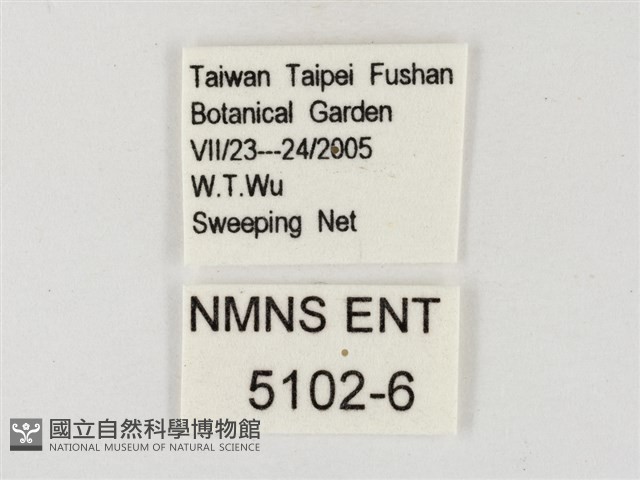 Taiwan Taipei Fushan
Botanical Garden
VII/23---24/2005
W.T.Wu
Sweeping Net
NMNS ENT
5102-6
國立自然科學博物館
NATIONAL MUSEUM OF NATURAL SCIENCE